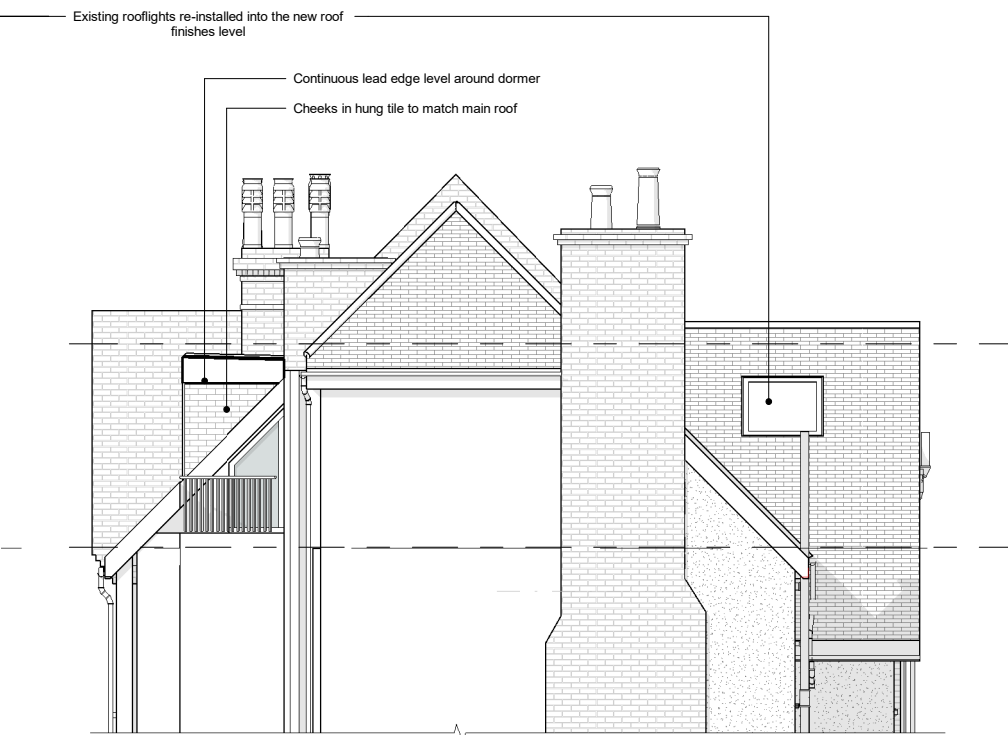 Existing rooflights re-installed into the new roof
finishes level
Continuous lead edge level around dormer
Cheeks in hung tile to match main roof